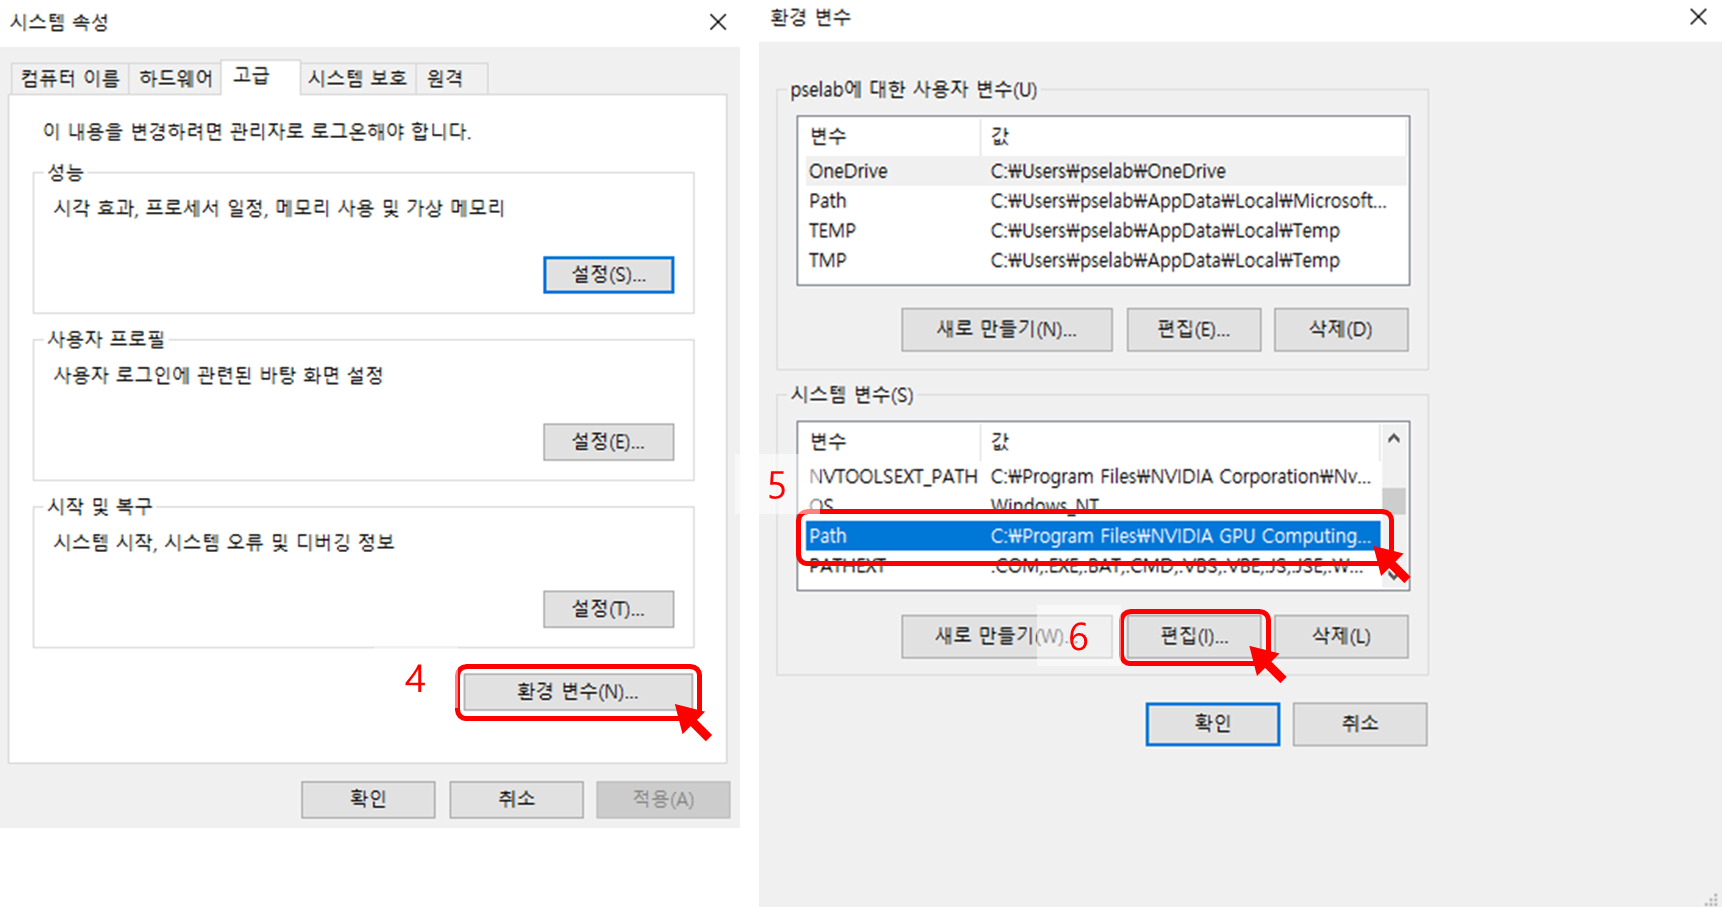 시스템 속성
컴퓨터 이름 하드웨어 고급 시스템 보호 원격
이 내용을 변경하려면 관리자로 로그온해야 합니다.
성능
시각 효과, 프로세서 일정, 메모리 사용 및 가상 메모리
설정(S)...
사용자 프로필
사용자 로그인에 관련된 바탕 화면 설정
설정(E)...
시작 및 복구
시스템 시작, 시스템 오류 및 디버깅 정보
설정(T)...
4
환경 변수(N)...
확인 취소 적용(A)
환경 변수
pselab에 대한 사용자 변수(U)
변수 값
OneDrive C:₩Users₩pselab₩OneDrive
Path C:₩Users₩pselab₩AppData₩Local₩Microsoft...
TEMP C:₩Users₩pselab₩AppData₩Local₩Temp
TMP C:₩Users₩pselab₩AppData₩Local₩Temp
새로 만들기(N)... 편집(E)... 삭제(D)
시스템 변수(S)
변수 값
5
NVTOOLSEXT_PATH C:₩Program Files₩NVIDIA Corporation₩Nv...
OS Windows_NT
Path C:₩Program Files₩NVIDIA GPU Computing...
PATHEXT .COM;.EXE;.BAT;.CMD;.VBS;.VBE;.JS;.JSE;.W...
새로 만들기(W)... 6 편집(I)... 삭제(L)
확인 취소